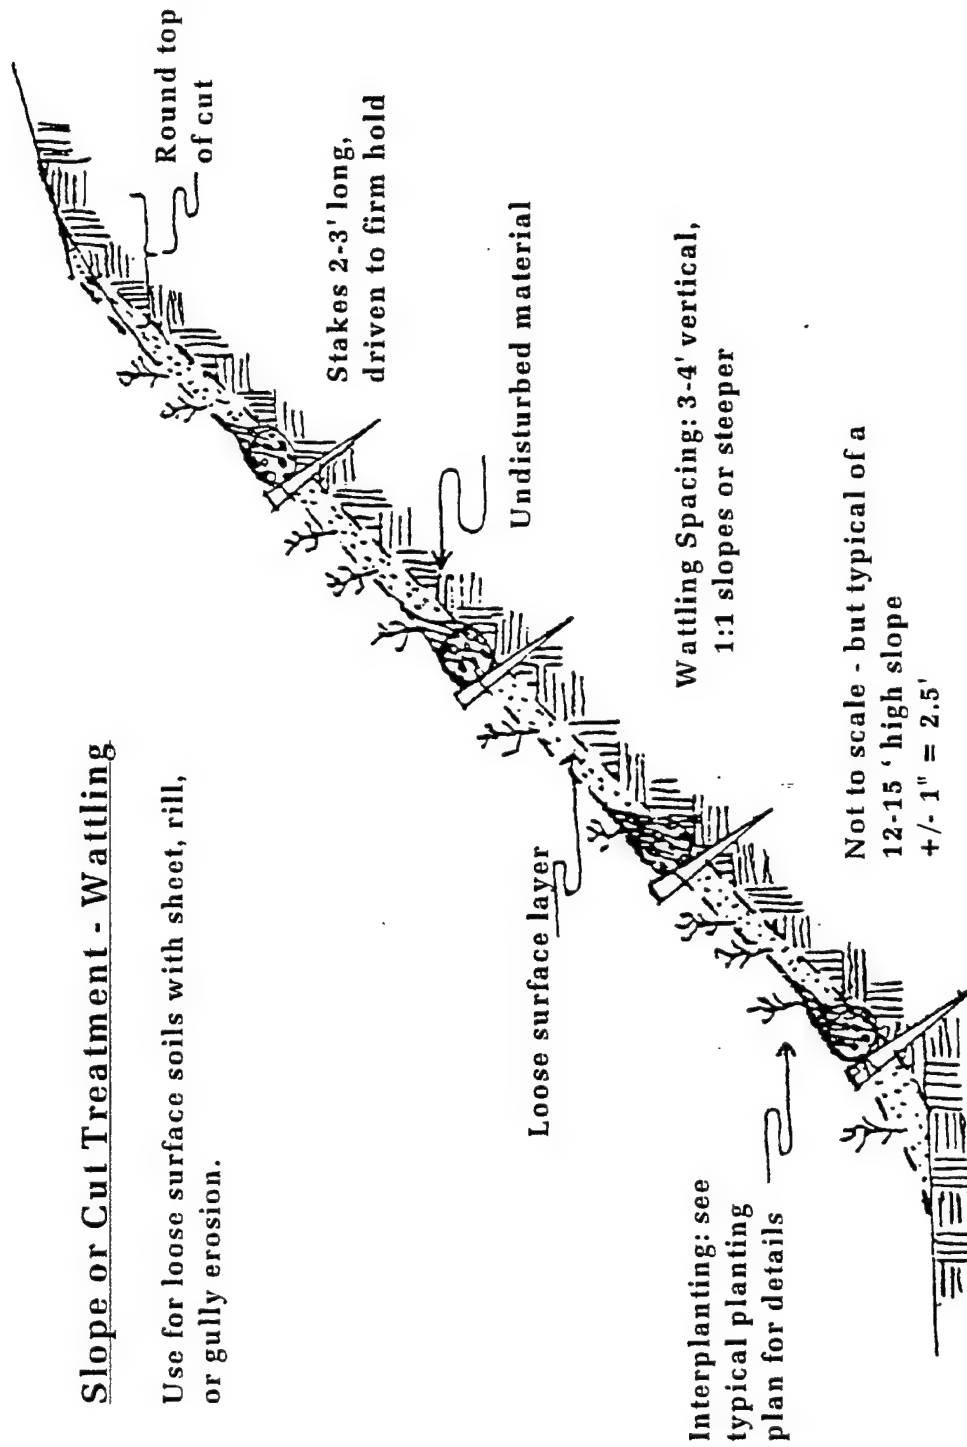 Slope or Cut Treatment - Wattling
Use for loose surface soils with sheet, rill,
or gully erosion.
Round top
of cut
Stakes 2-3' long,
driven to firm hold
Undisturbed material
Loose surface layer
Wattling Spacing: 3-4' vertical,
1:1 slopes or steeper
Interplanting: see
typical planting
plan for details
Not to scale - but typical of a
12-15 ' high slope
+/- 1" = 2.5'